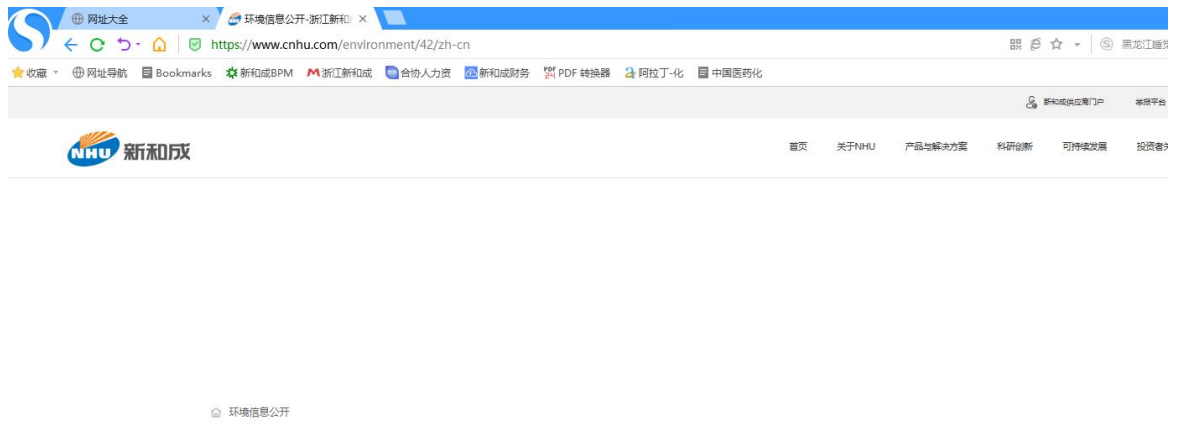 网址大全
环境信息公开-浙江新和
https://www.cnhu.com/environment/42/zh-cn
收藏 网址导航 Bookmarks 新和成BPM 浙江新和成 合协人力资 新和成财务 PDF 24 PDF 转换器 阿拉丁-化 中国医药化
新和成供应商门户 举报平台
NHU 新和成 首页 关于NHU 产品与解决方案 科研创新 可持续发展 投资者
环境信息公开